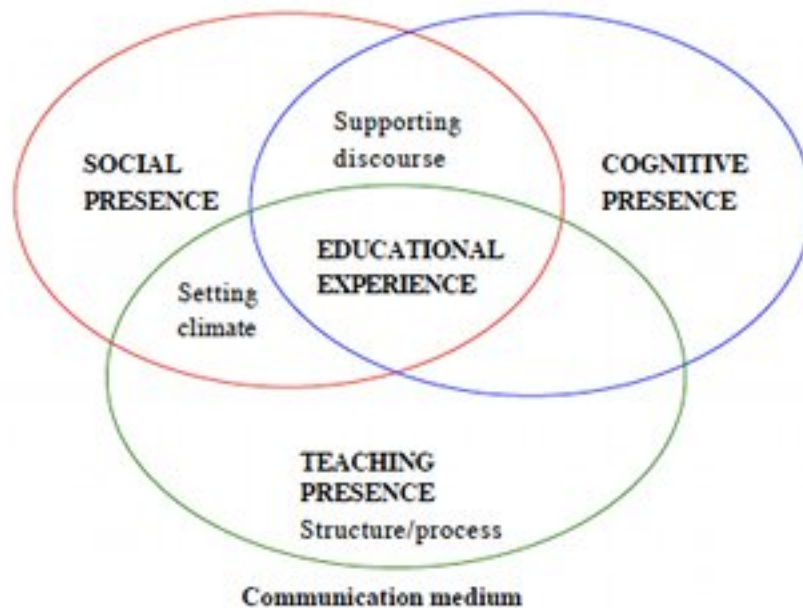 Supporting
discourse
SOCIAL
PRESENCE
COGNITIVE
PRESENCE
EDUCATIONAL
EXPERIENCE
Setting
climate
TEACHING
PRESENCE
Structure/process
Communication medium